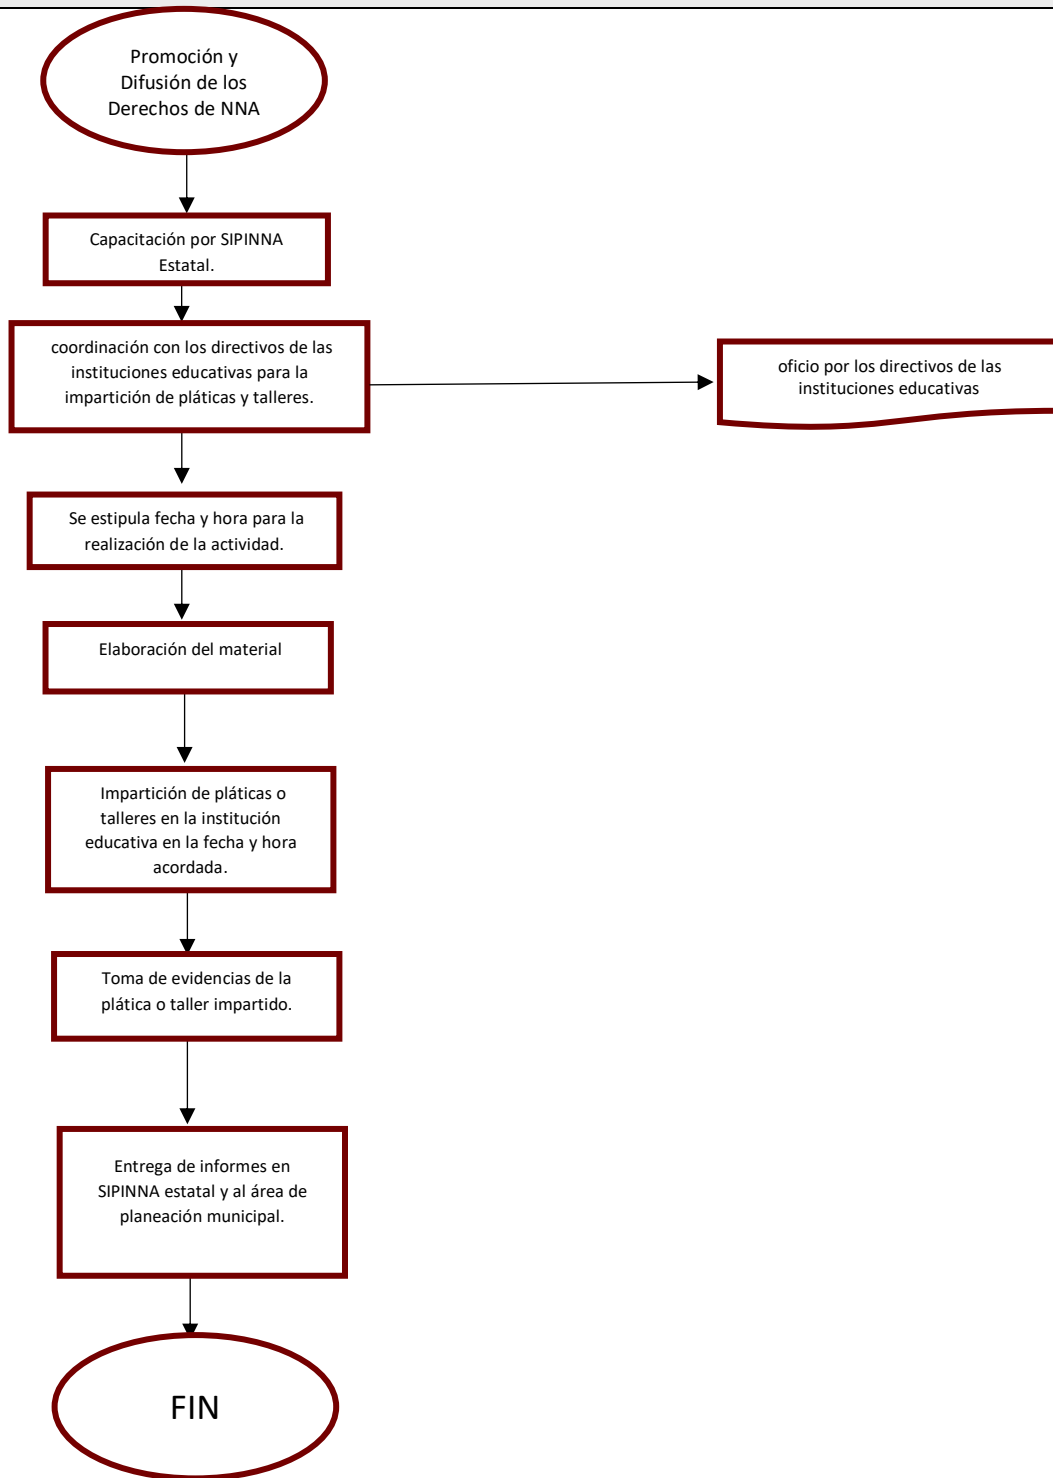 Promoción y
Difusión de los
Derechos de NNA
Capacitación por SIPINNA
Estatal.
coordinación con los directivos de las
instituciones educativas para la
impartición de pláticas y talleres.
oficio por los directivos de las
instituciones educativas
Se estipula fecha y hora para la
realización de la actividad.
Elaboración del material
Impartición de pláticas o
talleres en la institución
educativa en la fecha y hora
acordada.
Toma de evidencias de la
plática o taller impartido.
Entrega de informes en
SIPINNA estatal y al área de
planeación municipal.
FIN